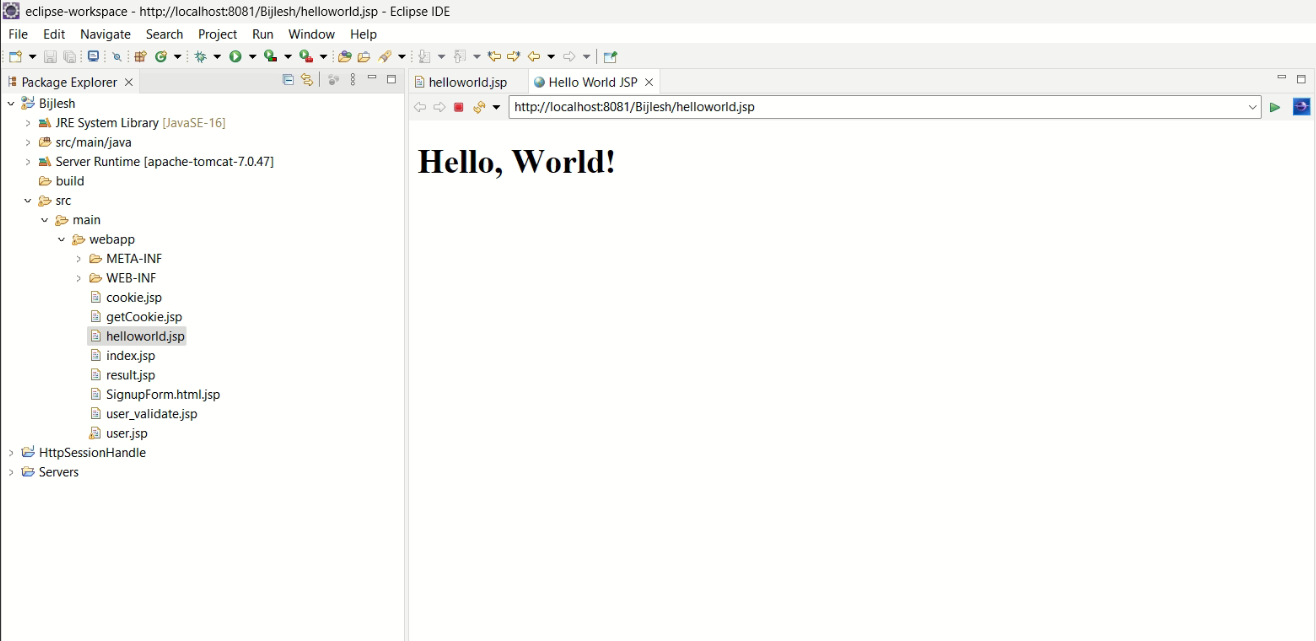 eclipse-workspace - http://localhost:8081/Bijlesh/helloworld.jsp - Eclipse IDE
File Edit Navigate Search Project Run Window Help
Package Explorer
helloworld.jsp Hello World JSP
http://localhost:8081/Bijlesh/helloworld.jsp
Bijlesh
JRE System Library [JavaSE-16]
src/main/java
Server Runtime [apache-tomcat-7.0.47]
build
src
main
webapp
META-INF
WEB-INF
cookie.jsp
getCookie.jsp
helloworld.jsp
index.jsp
result.jsp
SignupForm.html.jsp
user_validate.jsp
user.jsp
HttpSessionHandle
Servers
Hello, World!